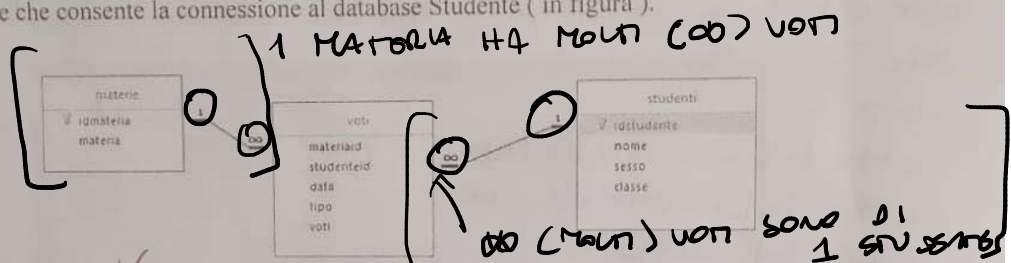 e che consente la connessione al database Studente ( in figura ).
1 MATERIA HA MOLTI (∞) VOTI
materie
idmateria
materia
1
∞
voti
materiaid
studenteid
data
tipo
voti
∞
1
studenti
idstudente
nome
sesso
classe
∞ (MOLTI) VOTI SONO DI
1 STUDENTE